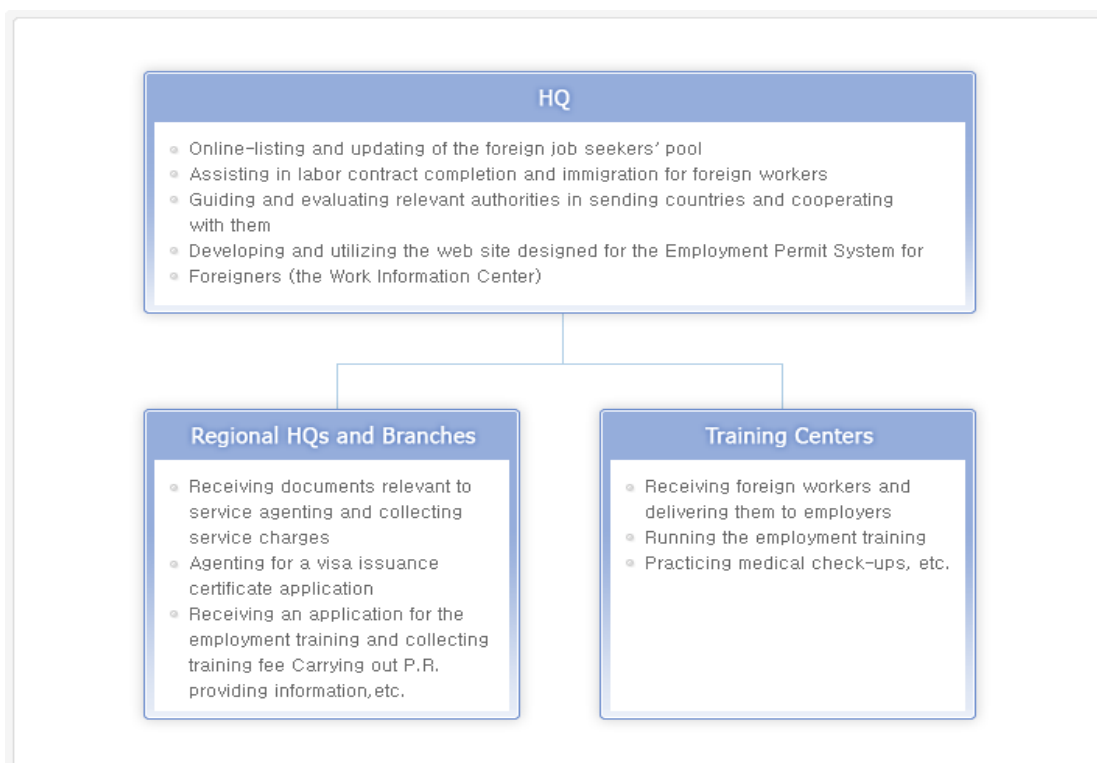 HQ
Online-listing and updating of the foreign job seekers' pool
Assisting in labor contract completion and immigration for foreign workers
Guiding and evaluating relevant authorities in sending countries and cooperating
with them
Developing and utilizing the web site designed for the Employment Permit System for
Foreigners (the Work Information Center)
Regional HQs and Branches
Receiving documents relevant to
service agenting and collecting
service charges
Agenting for a visa issuance
certificate application
Receiving an application for the
employment training and collecting
training fee Carrying out P.R.
providing information,etc.
Training Centers
Receiving foreign workers and
delivering them to employers
Running the employment training
Practicing medical check-ups, etc.